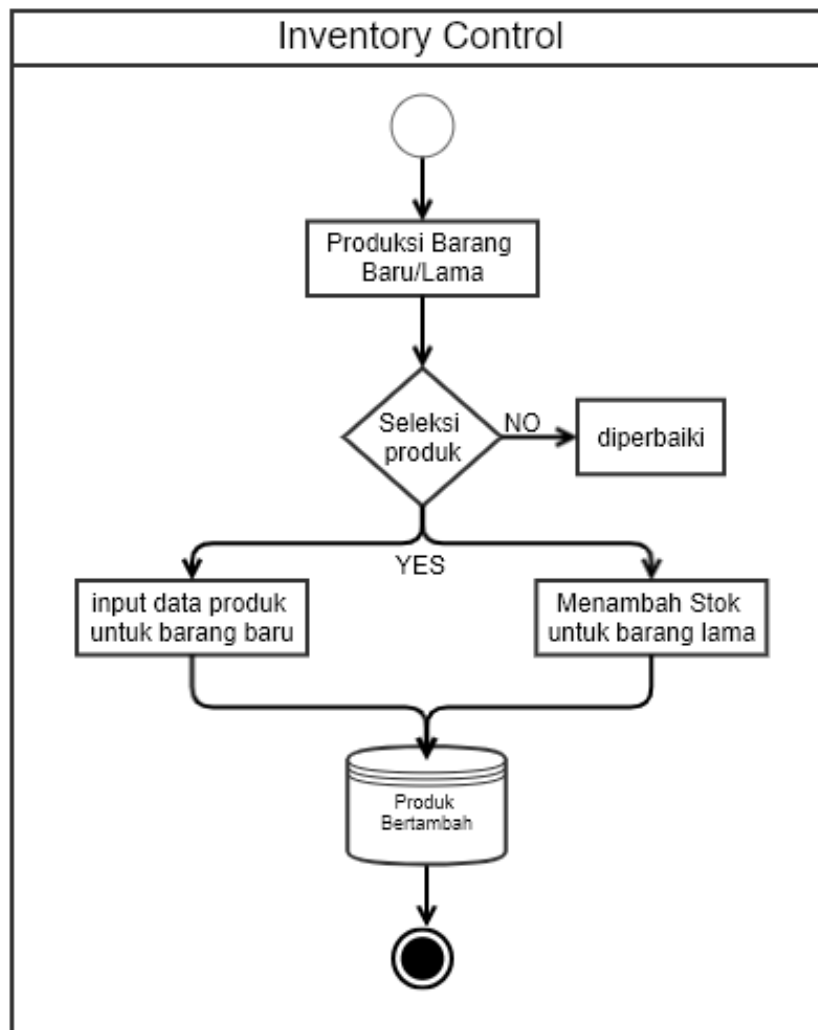 Inventory Control
Produksi Barang
Baru/Lama
Seleksi
produk
NO
diperbaiki
YES
input data produk
untuk barang baru
Menambah Stok
untuk barang lama
Produk
Bertambah